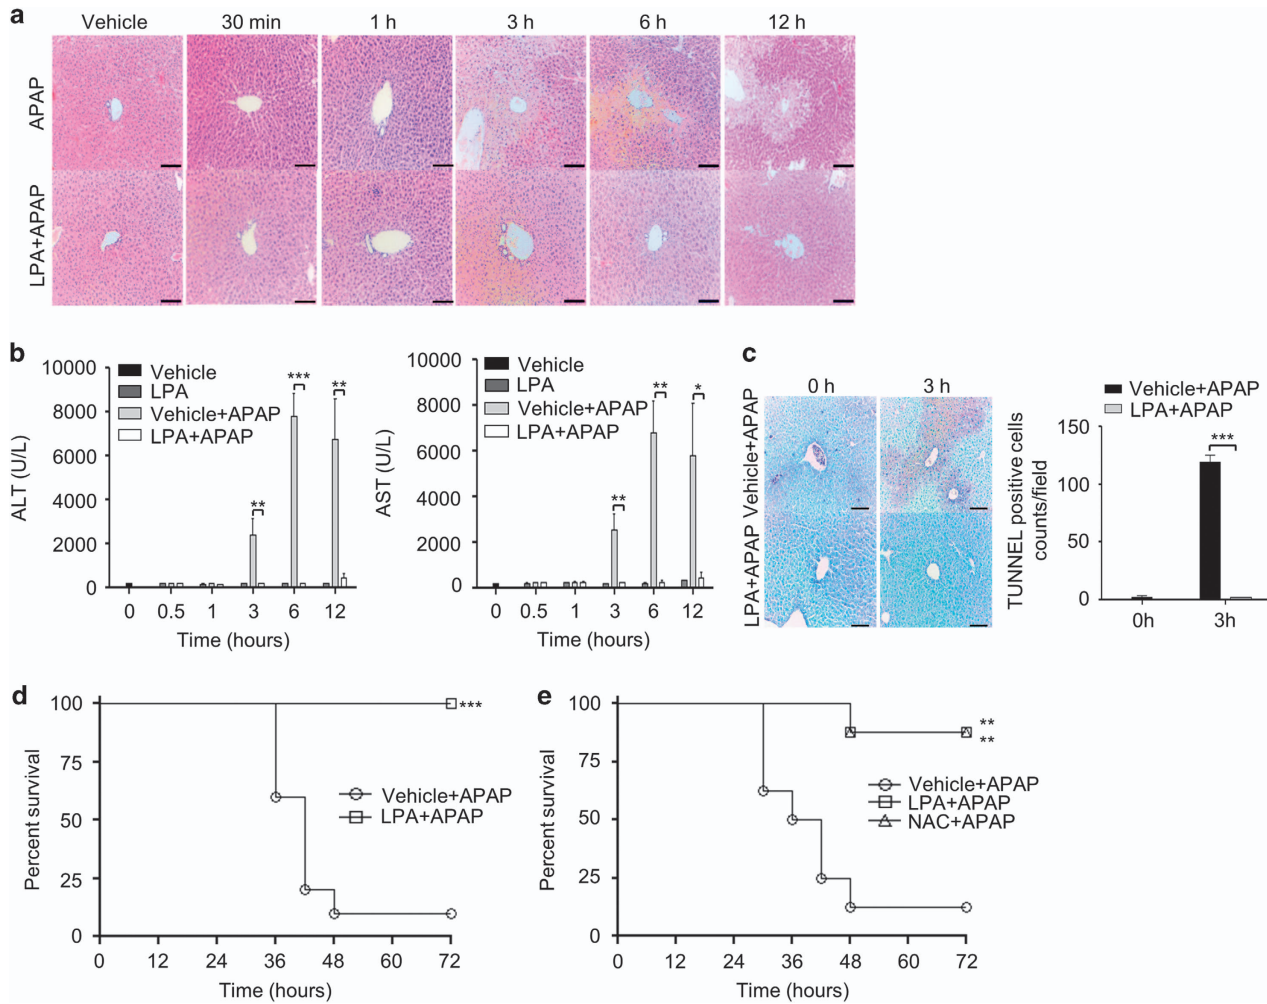 a
Vehicle 30 min 1 h 3 h 6 h 12 h
APAP
LPA+APAP
b
10000
8000
6000
4000
2000
0
ALT (U/L)
Vehicle
LPA
Vehicle+APAP
LPA+APAP
**
***
**
0 0.5 1 3 6 12
Time (hours)
10000
8000
6000
4000
2000
0
AST (U/L)
Vehicle
LPA
Vehicle+APAP
LPA+APAP
**
**
*
0 0.5 1 3 6 12
Time (hours)
c
0 h 3 h
Vehicle+APAP
LPA+APAP
Vehicle+APAP
LPA+APAP
150
100
50
0
TUNNEL positive cells
counts/field
***
0h 3h
d
100
75
50
25
0
Percent survival
***
Vehicle+APAP
LPA+APAP
0 12 24 36 48 60 72
Time (hours)
e
100
75
50
25
0
Percent survival
**
**
Vehicle+APAP
LPA+APAP
NAC+APAP
0 12 24 36 48 60 72
Time (hours)